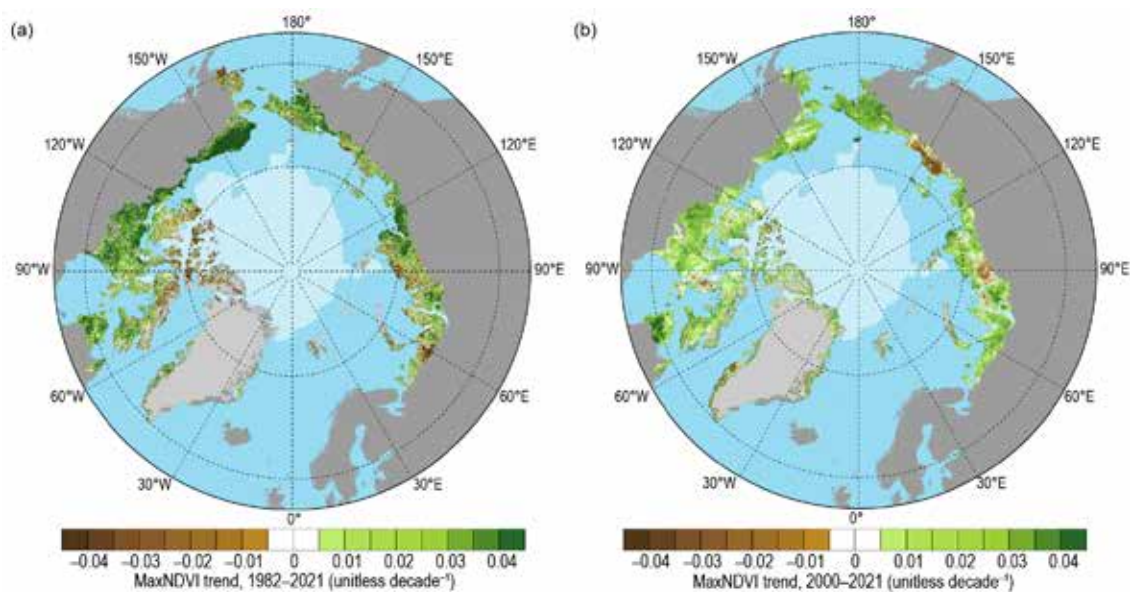 (a)
180°
150°W
150°E
120°W
120°E
90°W
90°E
60°W
60°E
30°W
30°E
0°
−0.04 −0.03 −0.02 −0.01 0 0.01 0.02 0.03 0.04
MaxNDVI trend, 1982–2021 (unitless decade⁻¹)
(b)
180°
150°W
150°E
120°W
120°E
90°W
90°E
60°W
60°E
30°W
30°E
0°
−0.04 −0.03 −0.02 −0.01 0 0.01 0.02 0.03 0.04
MaxNDVI trend, 2000–2021 (unitless decade⁻¹)